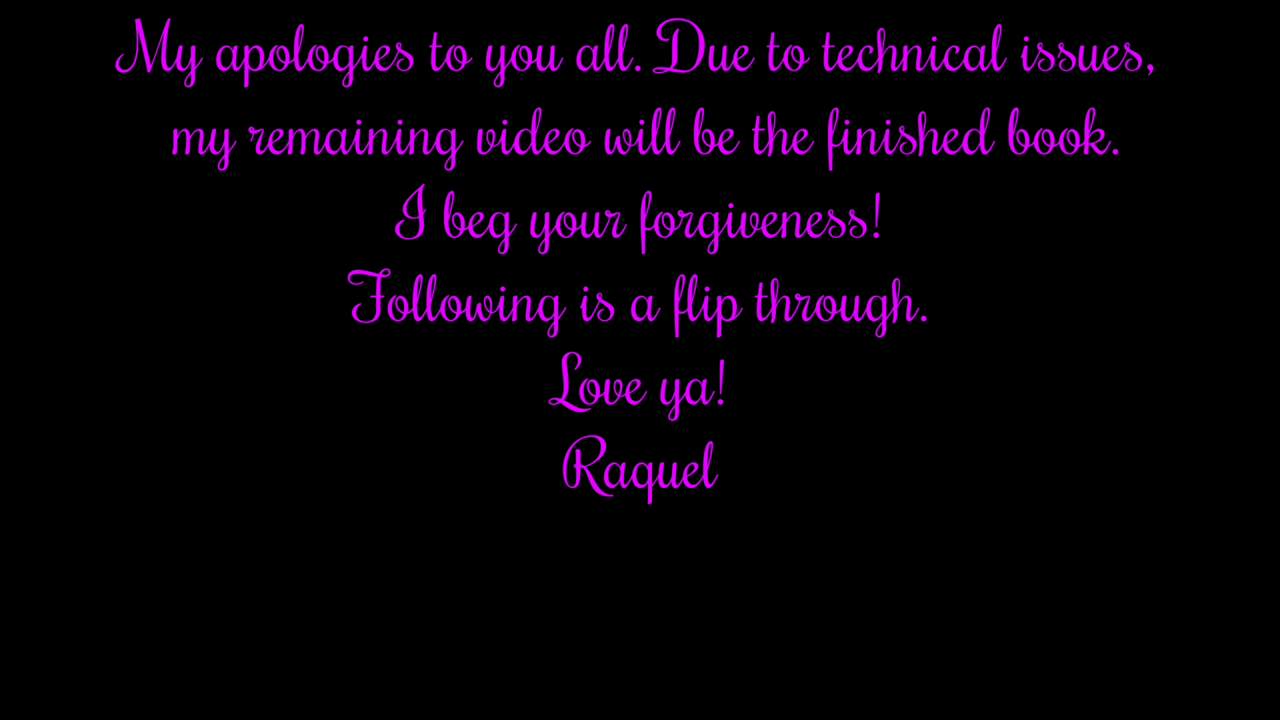 My apologies to you all. Due to technical issues,
my remaining video will be the finished book.
I beg your forgiveness!
Following is a flip through.
Love ya!
Raquel